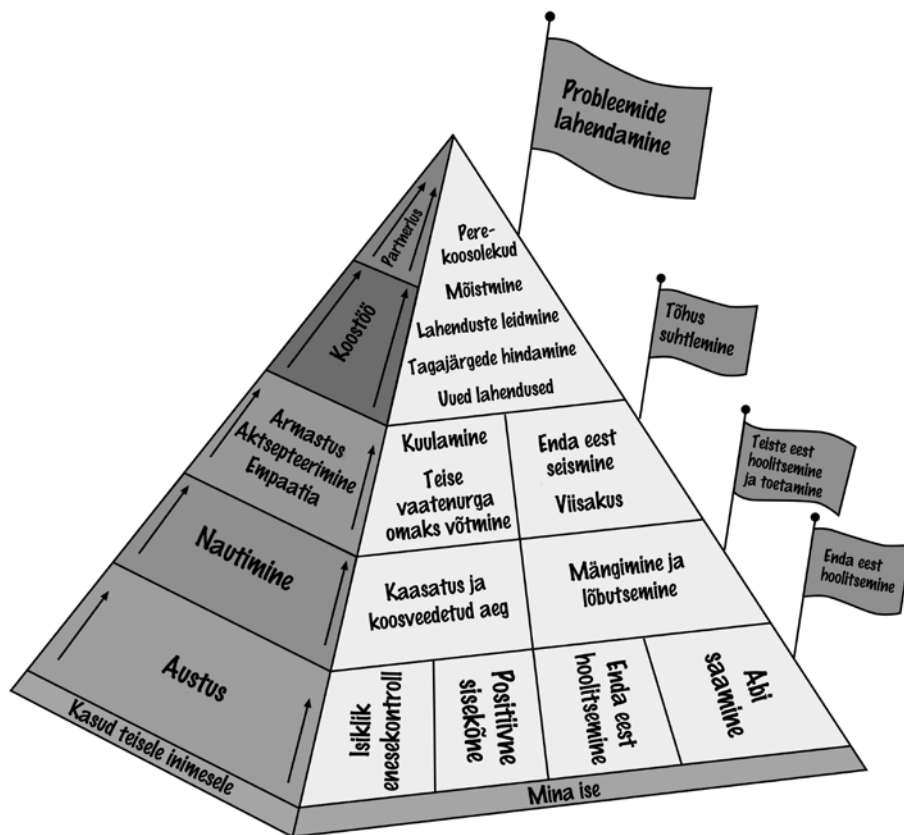 Probleemide
lahendamine
Partnerlus
Pere-
koosolekud
Mõistmine
Lahenduste leidmine
Tagajärgede hindamine
Uued lahendused
Tõhus
suhtlemine
Koostöö
Armastus
Aktsepteerimine
Empaatia
Kuulamine
Teise
vaatenurga
omaks võtmine
Enda eest
seismine
Viisakus
Teiste eest
hoolitsemine
ja toetamine
Nautimine
Kaasatus ja
koosveedetud aeg
Mängimine ja
lõbutsemine
Enda eest
hoolitsemine
Austus
Isiklik
enesekontroll
Positiivne
sisekõne
Enda eest
hoolitsemine
Abi
saamine
Kasud teisele inimesele
Mina ise